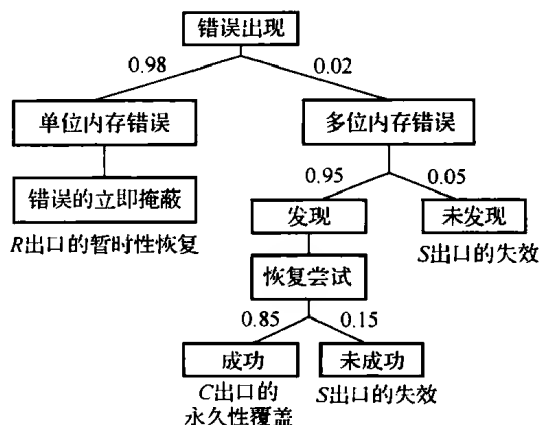 错误出现
0.98
0.02
单位内存错误
多位内存错误
错误的立即掩蔽
0.95
0.05
发现
未发现
R出口的暂时性恢复
S出口的失效
恢复尝试
0.85
0.15
成功
未成功
C出口的
永久性覆盖
S出口的失效